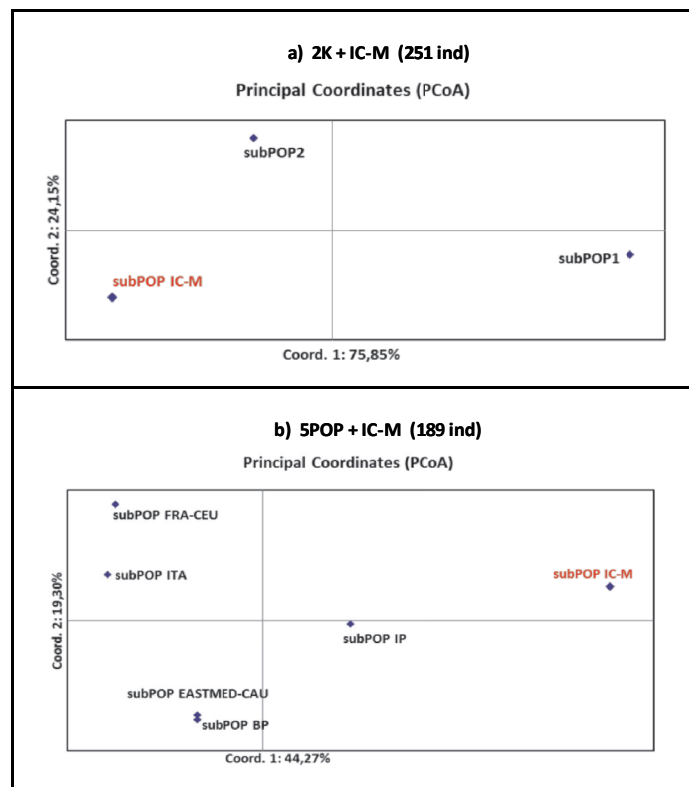 a) 2K + IC-M (251 ind)
Principal Coordinates (PCoA)
subPOP2
Coord. 2: 24,15%
subPOP1
subPOP IC-M
Coord. 1: 75,85%
b) 5POP + IC-M (189 ind)
Principal Coordinates (PCoA)
subPOP FRA-CEU
subPOP ITA
subPOP IC-M
Coord. 2: 19,30%
subPOP IP
subPOP EASTMED-CAU
subPOP BP
Coord. 1: 44,27%